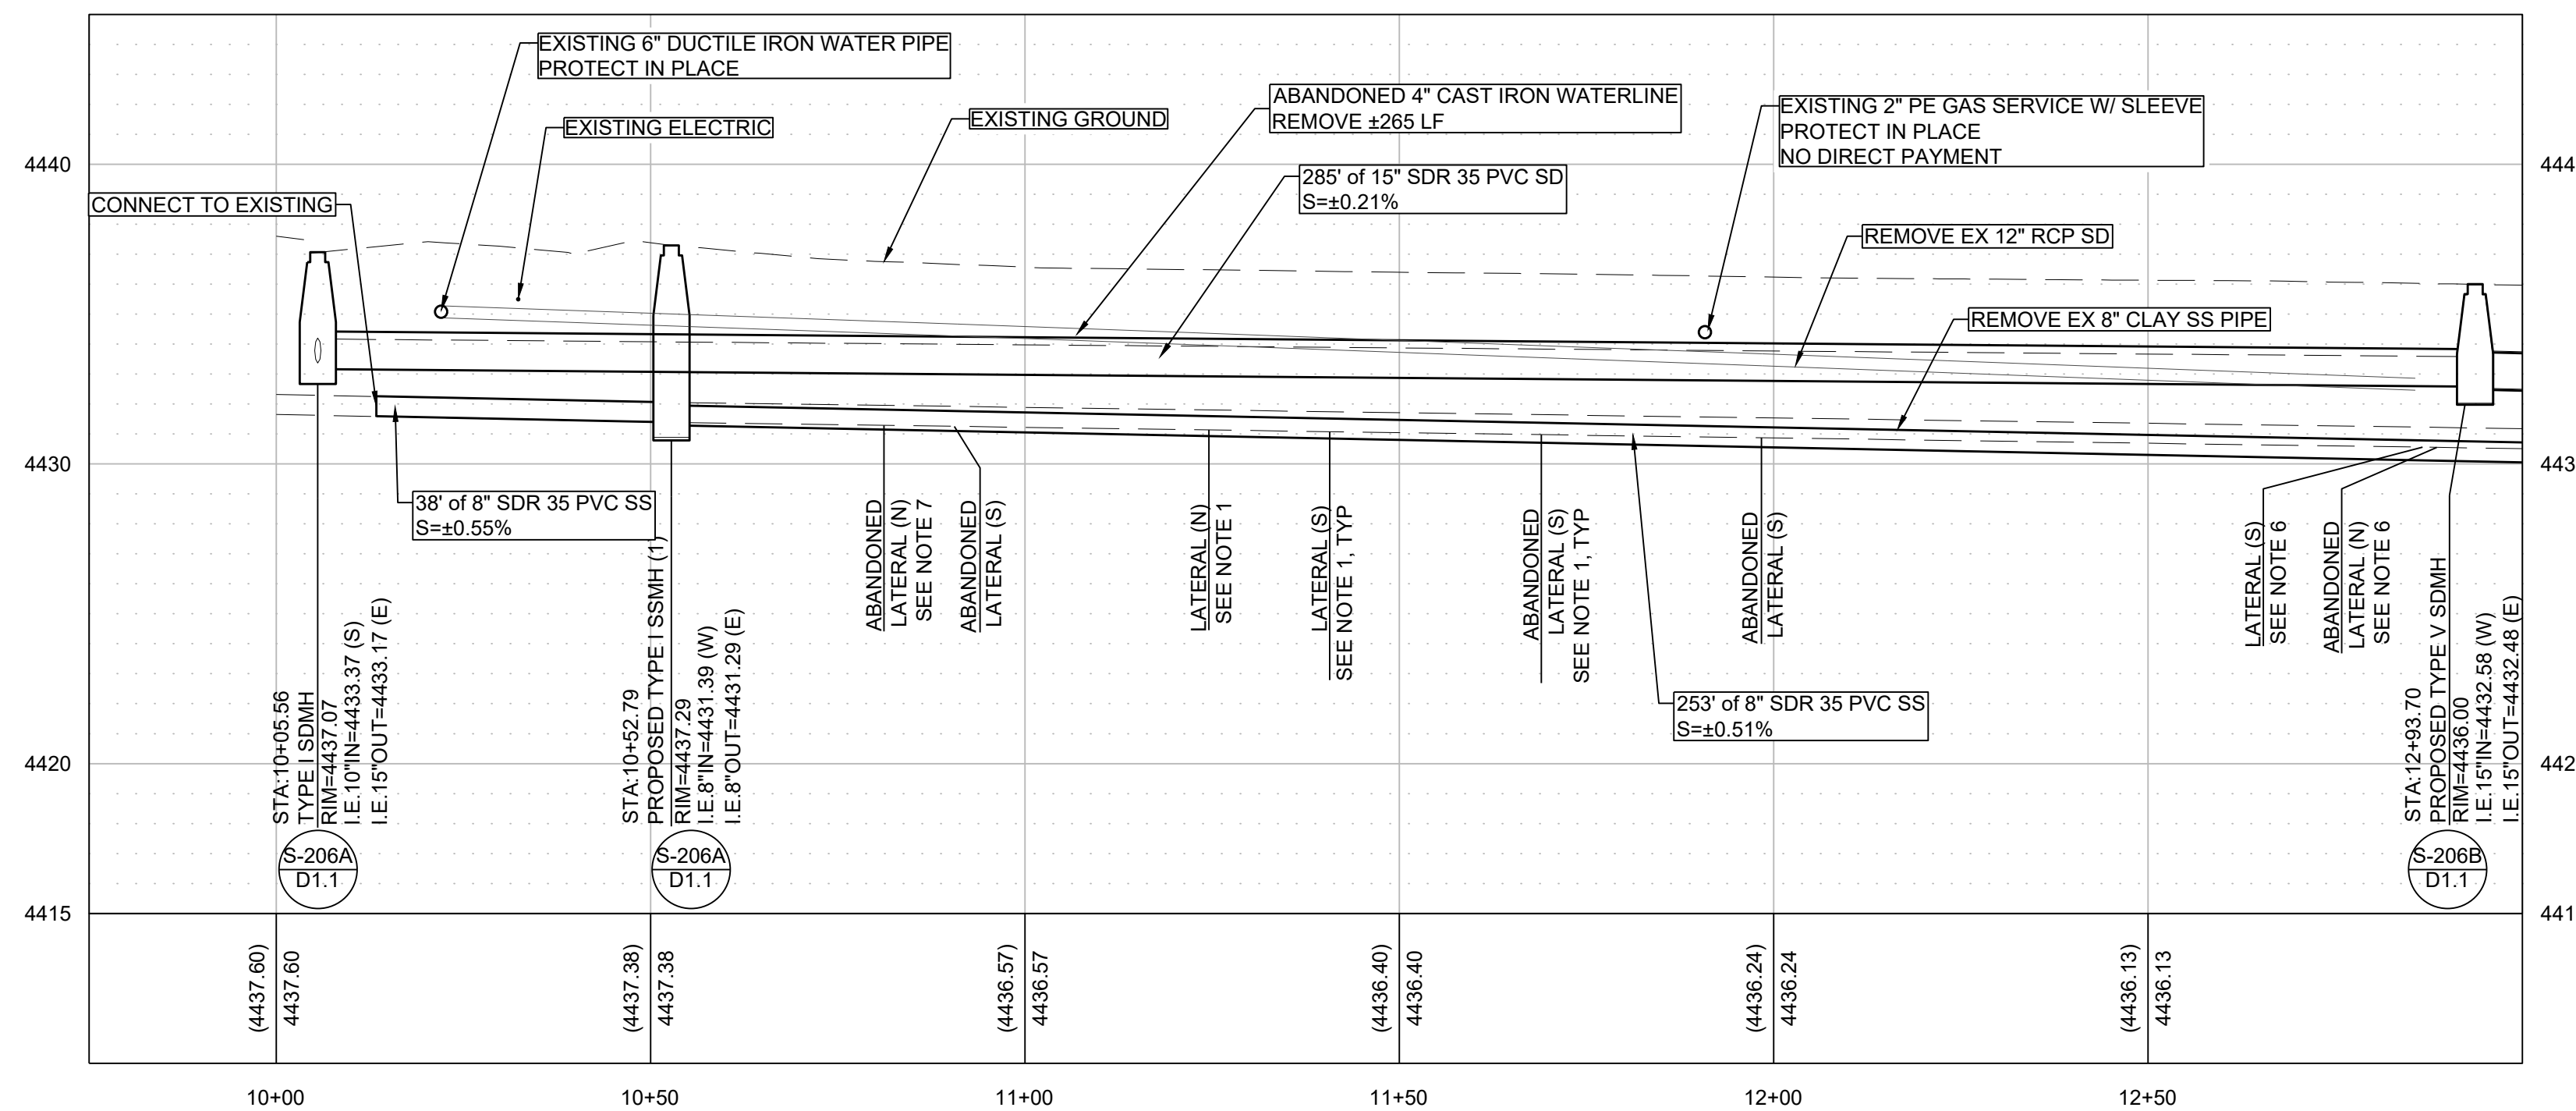 EXISTING 6" DUCTILE IRON WATER PIPE
PROTECT IN PLACE
EXISTING ELECTRIC
EXISTING GROUND
ABANDONED 4" CAST IRON WATERLINE
REMOVE ±265 LF
EXISTING 2" PE GAS SERVICE W/ SLEEVE
PROTECT IN PLACE
NO DIRECT PAYMENT
4440
444
CONNECT TO EXISTING
285' of 15" SDR 35 PVC SD
S=±0.21%
REMOVE EX 12" RCP SD
REMOVE EX 8" CLAY SS PIPE
4430
443
38' of 8" SDR 35 PVC SS
S=±0.55%
ABANDONED
LATERAL (N)
SEE NOTE 7
ABANDONED
LATERAL (S)
LATERAL (N)
SEE NOTE 1
LATERAL (S)
SEE NOTE 1, TYP
ABANDONED
LATERAL (S)
SEE NOTE 1, TYP
ABANDONED
LATERAL (S)
253' of 8" SDR 35 PVC SS
S=±0.51%
LATERAL (S)
SEE NOTE 6
ABANDONED
LATERAL (N)
SEE NOTE 6
4420
442
STA:10+05.56
TYPE I SDMH
RIM=4437.07
I.E.10"IN=4433.37 (S)
I.E.15"OUT=4433.17 (E)
STA:10+52.79
PROPOSED TYPE I SSMH (1)
RIM=4437.29
I.E.8"IN=4431.39 (W)
I.E.8"OUT=4431.29 (E)
STA:12+93.70
PROPOSED TYPE V SDMH
RIM=4436.00
I.E.15"IN=4432.58 (W)
I.E.15"OUT=4432.48 (E)
S-206A
D1.1
S-206A
D1.1
S-206B
D1.1
4415
441
(4437.60)
4437.60
(4437.38)
4437.38
(4436.57)
4436.57
(4436.40)
4436.40
(4436.24)
4436.24
(4436.13)
4436.13
10+00
10+50
11+00
11+50
12+00
12+50